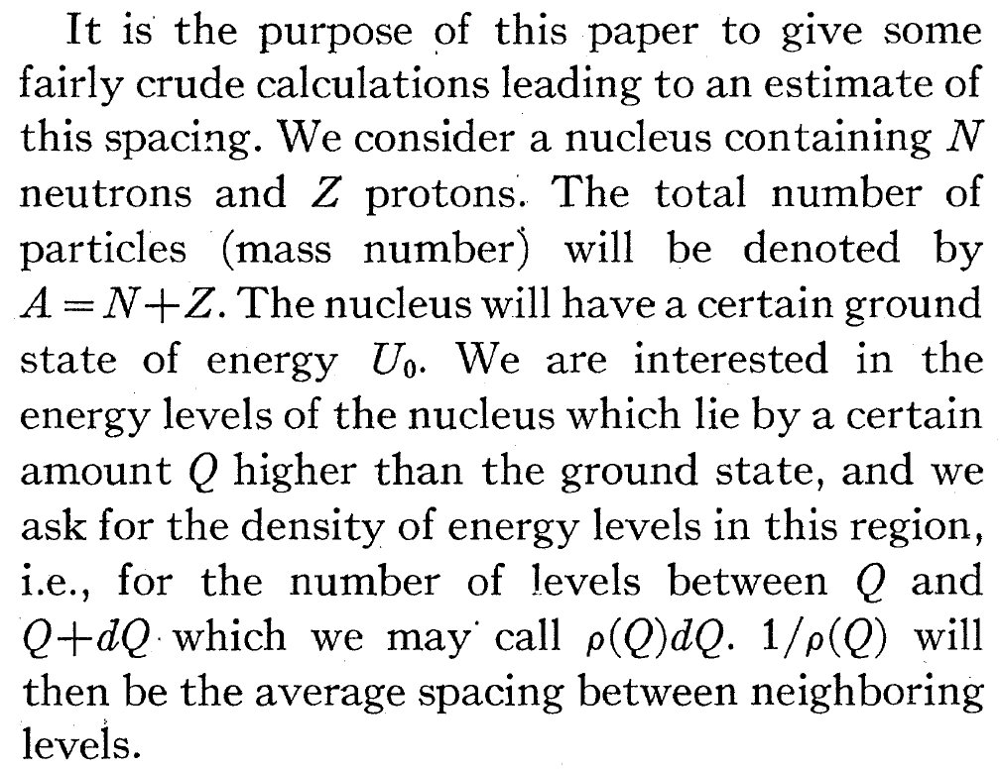 It is the purpose of this paper to give some
fairly crude calculations leading to an estimate of
this spacing. We consider a nucleus containing N
neutrons and Z protons. The total number of
particles (mass number) will be denoted by
A = N+Z. The nucleus will have a certain ground
state of energy U₀. We are interested in the
energy levels of the nucleus which lie by a certain
amount Q higher than the ground state, and we
ask for the density of energy levels in this region,
i.e., for the number of levels between Q and
Q+dQ which we may call ρ(Q)dQ. 1/ρ(Q) will
then be the average spacing between neighboring
levels.